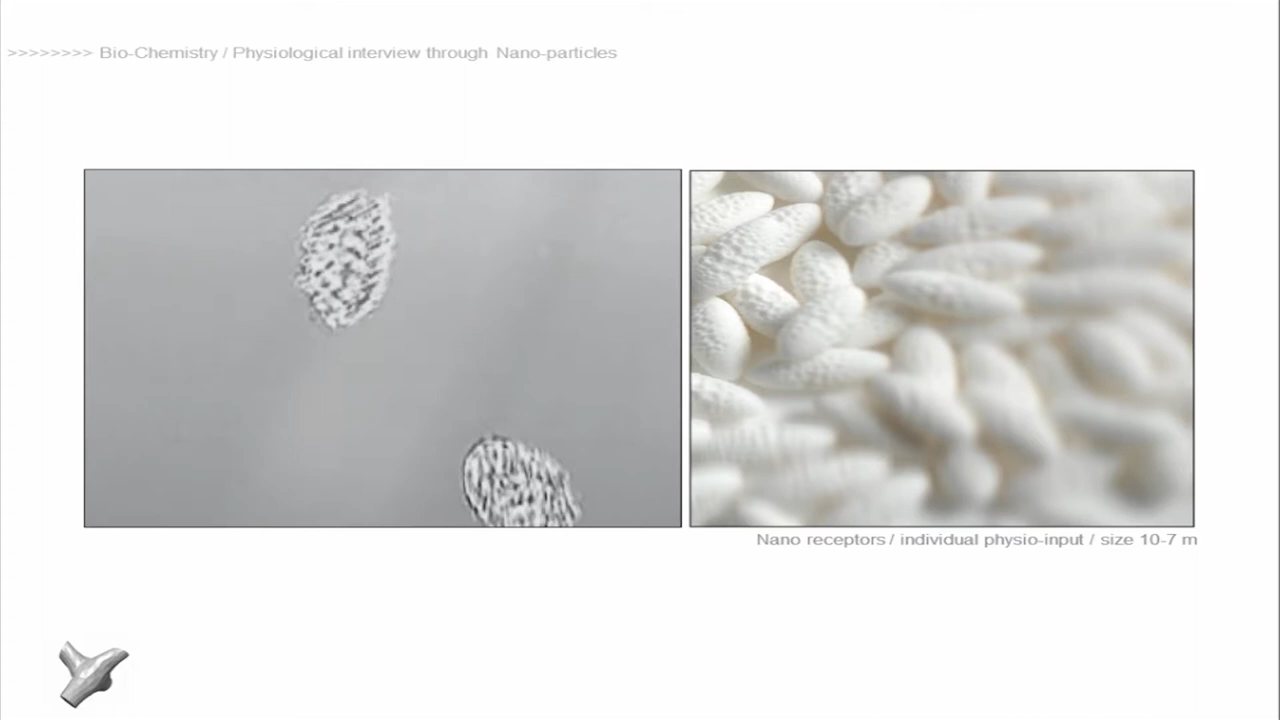 >>>>>>>> Bio-Chemistry / Physiological interview through Nano-particles
Nano receptors / individual physio-input / size 10-7 m